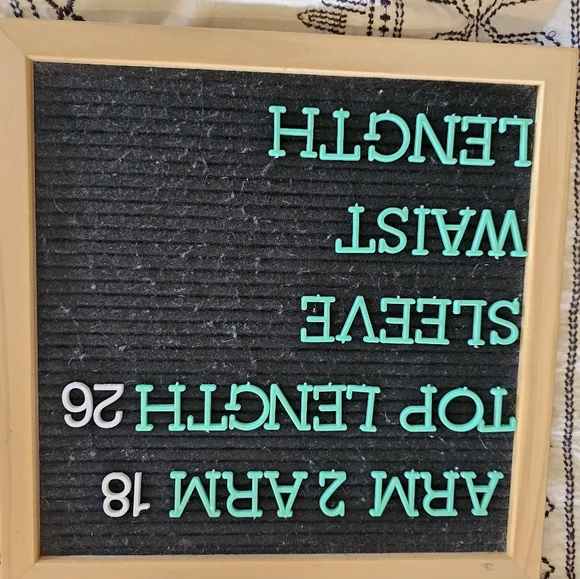 ARM 2 ARM 18
TOP LENGTH 26
SLEEVE
WAIST
LENGTH